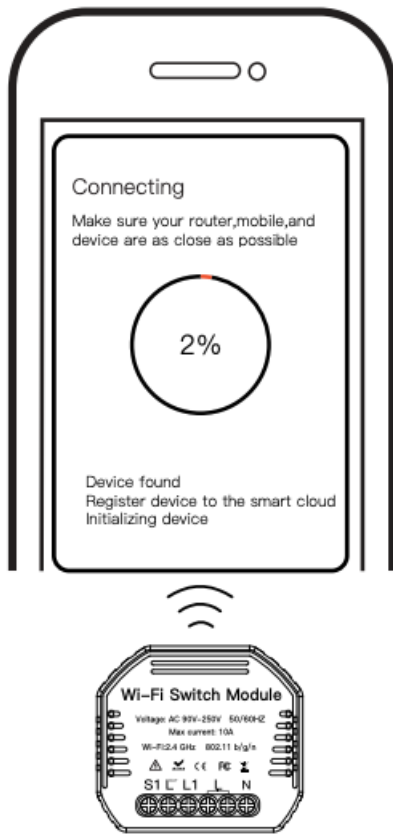 Connecting
Make sure your router,mobile,and
device are as close as possible
2%
Device found
Register device to the smart cloud
Initializing device
Wi-Fi Switch Module
Voltage: AC 90V-250V 50/60HZ
Max current: 10A
Wi-Fi:2.4 GHz 802.11 b/g/n
CE FC
S1 L1 L N